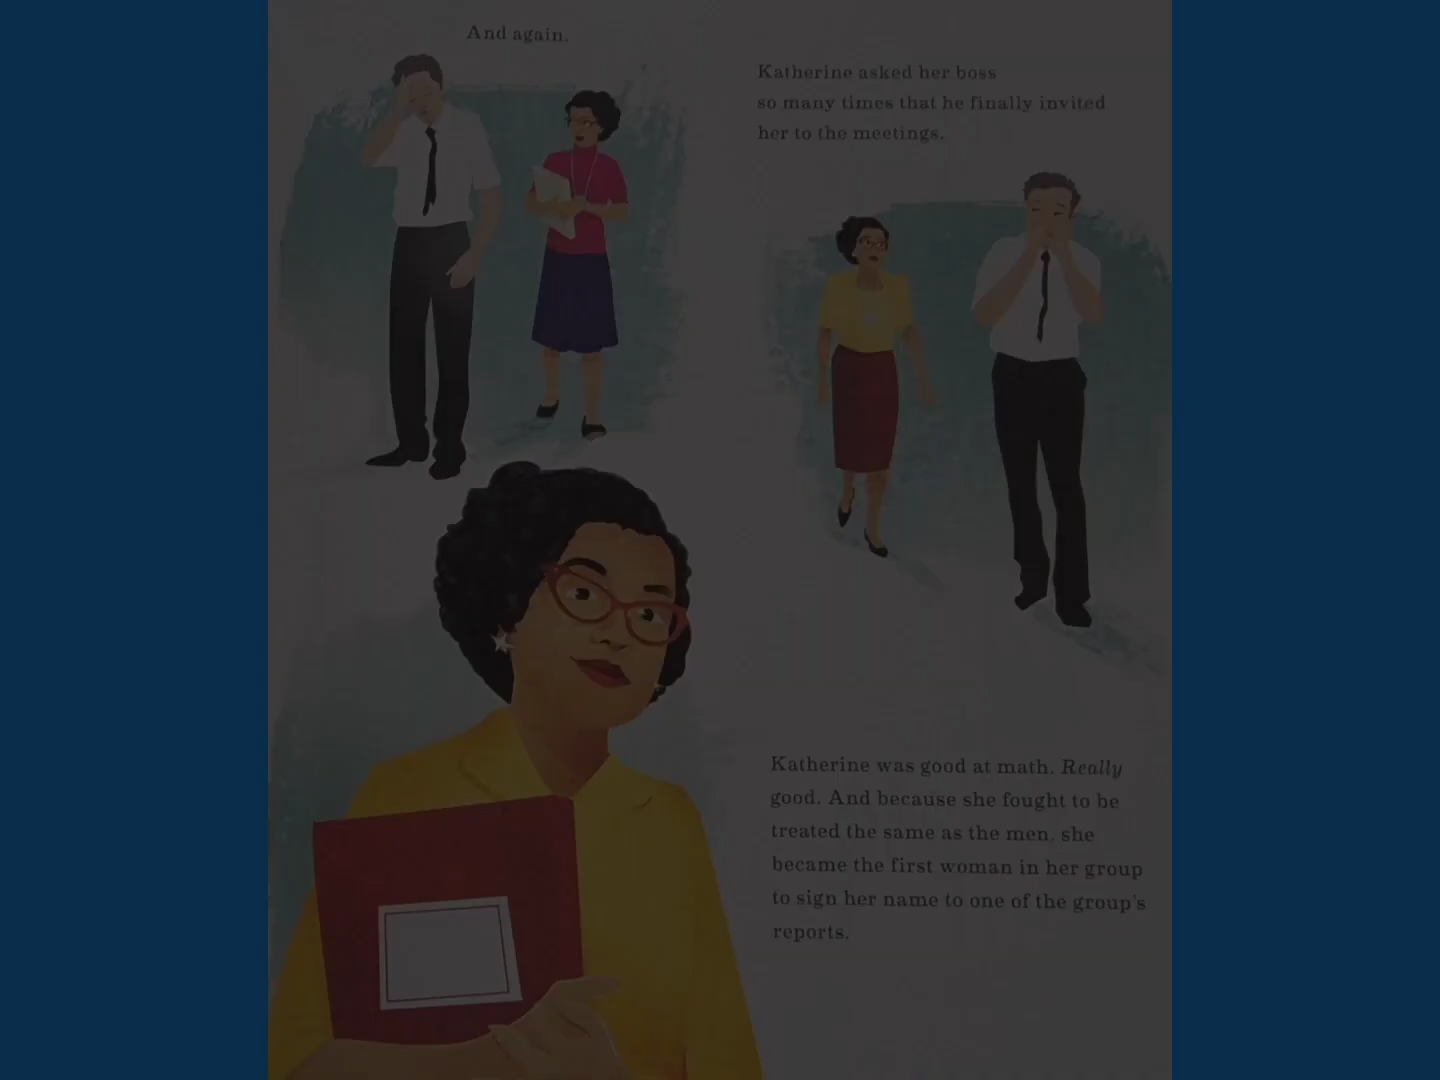 And again.
Katherine asked her boss
so many times that he finally invited
her to the meetings.
Katherine was good at math. Really
good. And because she fought to be
treated the same as the men, she
became the first woman in her group
to sign her name to one of the group's
reports.